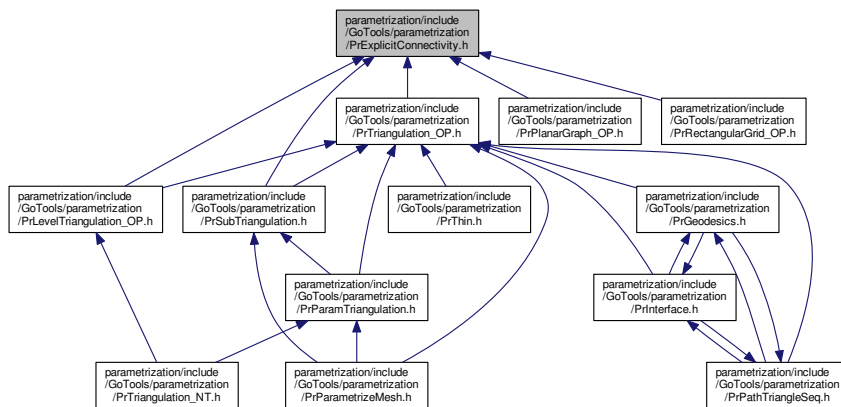 parametrization/include
/GoTools/parametrization
/PrExplicitConnectivity.h
parametrization/include
/GoTools/parametrization
/PrTriangulation_OP.h
parametrization/include
/GoTools/parametrization
/PrPlanarGraph_OP.h
parametrization/include
/GoTools/parametrization
/PrRectangularGrid_OP.h
parametrization/include
/GoTools/parametrization
/PrLevelTriangulation_OP.h
parametrization/include
/GoTools/parametrization
/PrSubTriangulation.h
parametrization/include
/GoTools/parametrization
/PrThin.h
parametrization/include
/GoTools/parametrization
/PrGeodesics.h
parametrization/include
/GoTools/parametrization
/PrParamTriangulation.h
parametrization/include
/GoTools/parametrization
/PrInterface.h
parametrization/include
/GoTools/parametrization
/PrTriangulation_NT.h
parametrization/include
/GoTools/parametrization
/PrParametrizeMesh.h
parametrization/include
/GoTools/parametrization
/PrPathTriangleSeq.h